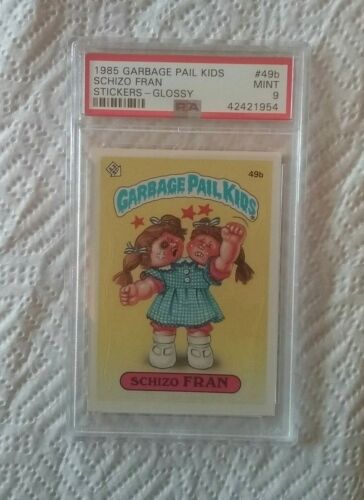 1985 GARBAGE PAIL KIDS #49b
SCHIZO FRAN MINT
STICKERS - GLOSSY 9
PSA 42421954
49b
GARBAGE PAIL KIDS
SCHIZO FRAN